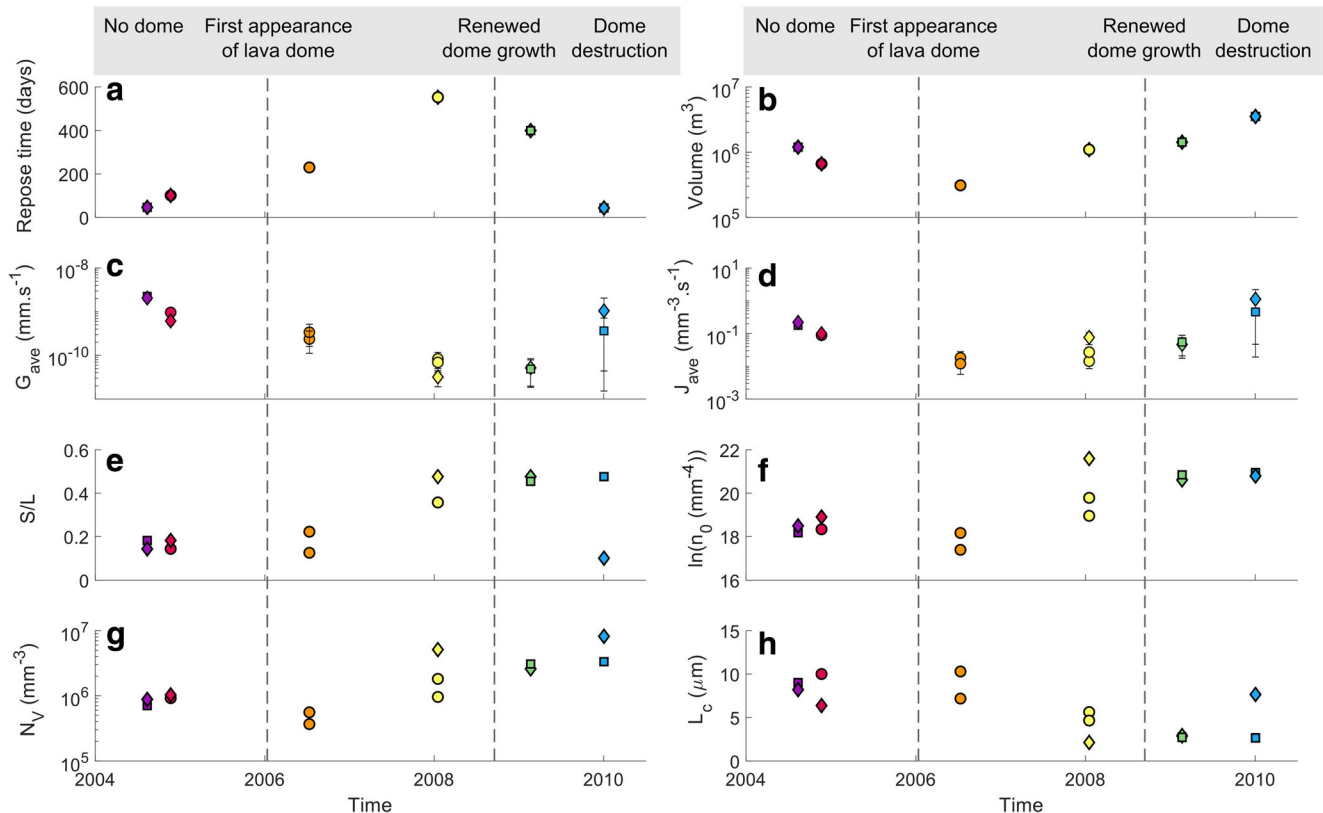 No dome
First appearance
of lava dome
Renewed
dome growth
Dome
destruction
No dome
First appearance
of lava dome
Renewed
dome growth
Dome
destruction
a
Repose time (days)
600
400
200
0
b
Volume (m³)
10⁷
10⁶
10⁵
c
G_ave (mm.s⁻¹)
10⁻⁸
10⁻¹⁰
d
J_ave (mm⁻³.s⁻¹)
10¹
10⁻¹
10⁻³
e
S/L
0.6
0.4
0.2
0
f
ln(n₀ (mm⁻⁴))
22
20
18
16
g
N_V (mm⁻³)
10⁷
10⁶
10⁵
2004 2006 2008 2010
Time
h
L_c (μm)
15
10
5
0
2004 2006 2008 2010
Time